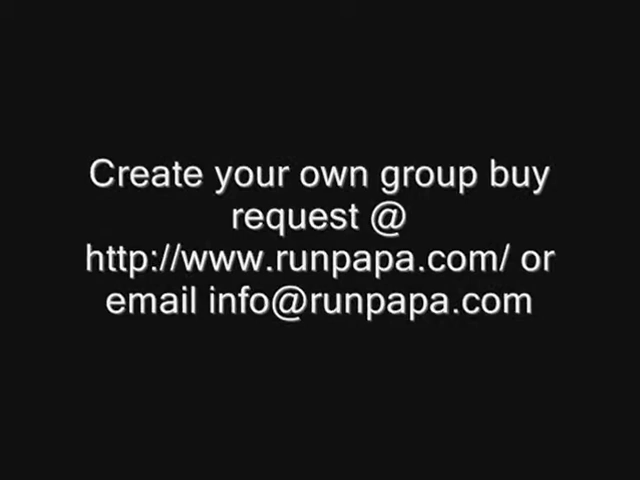 Create your own group buy
request @
http://www.runpapa.com/ or
email info@runpapa.com